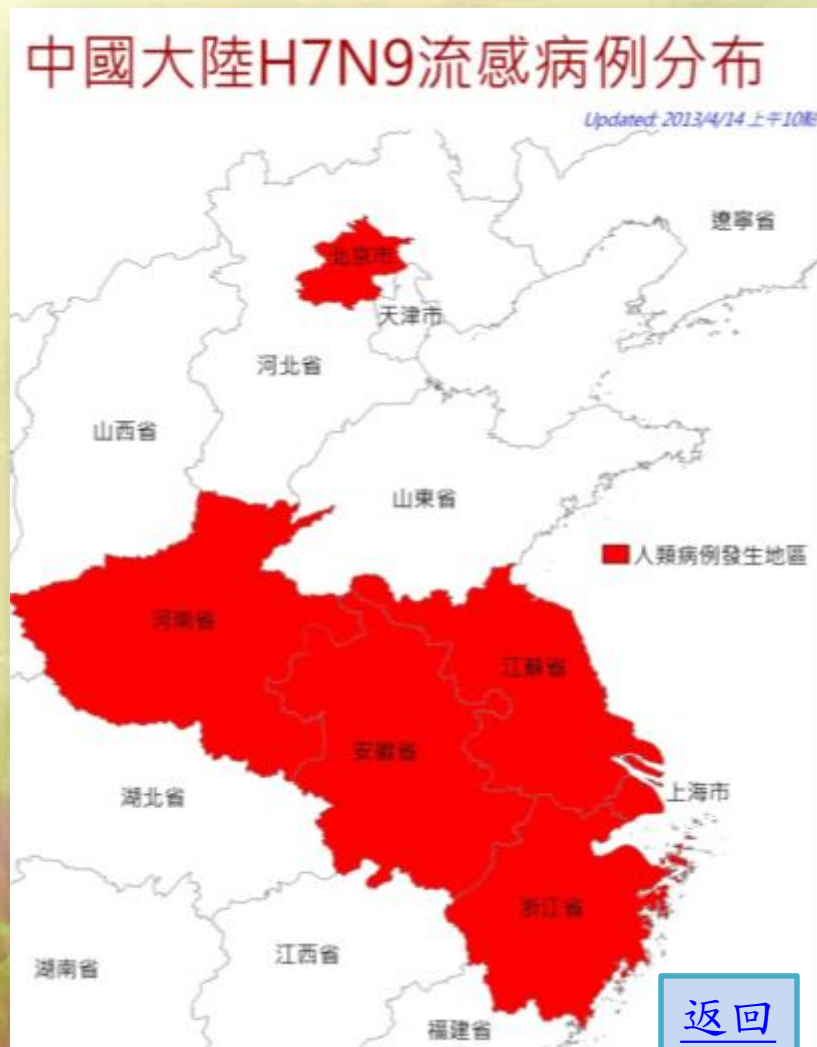 中國大陸H7N9流感病例分布
Updated: 2013/4/14 上午10點
遼寧省
北京市
天津市
河北省
山西省
山東省
人類病例發生地區
河南省
江蘇省
安徽省
湖北省
上海市
浙江省
江西省
湖南省
福建省
返回